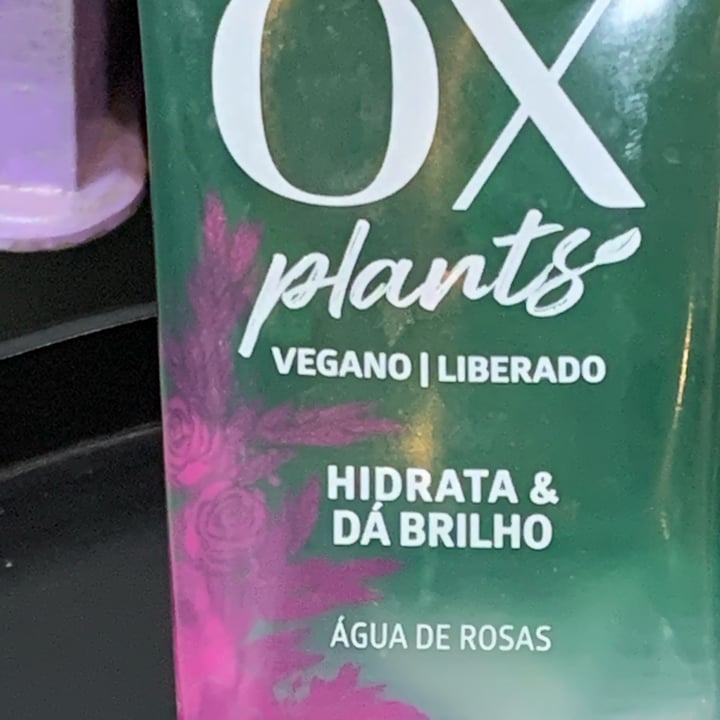 OX
plants
VEGANO | LIBERADO
HIDRATA &
DÁ BRILHO
ÁGUA DE ROSAS